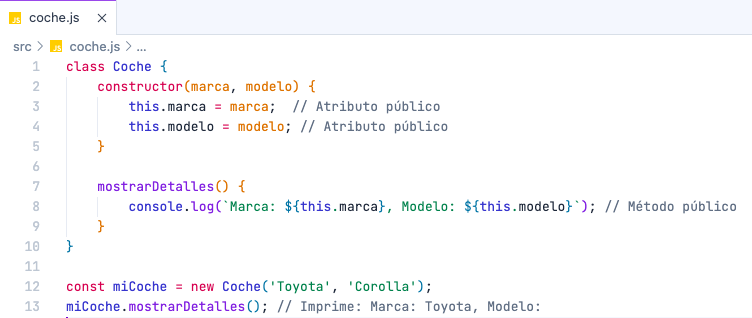 JS coche.js ×
src > JS coche.js > ...
1 class Coche {
2     constructor(marca, modelo) {
3         this.marca = marca;  // Atributo público
4         this.modelo = modelo; // Atributo público
5     }
6
7     mostrarDetalles() {
8         console.log(`Marca: ${this.marca}, Modelo: ${this.modelo}`); // Método público
9     }
10 }
11
12 const miCoche = new Coche('Toyota', 'Corolla');
13 miCoche.mostrarDetalles(); // Imprime: Marca: Toyota, Modelo: